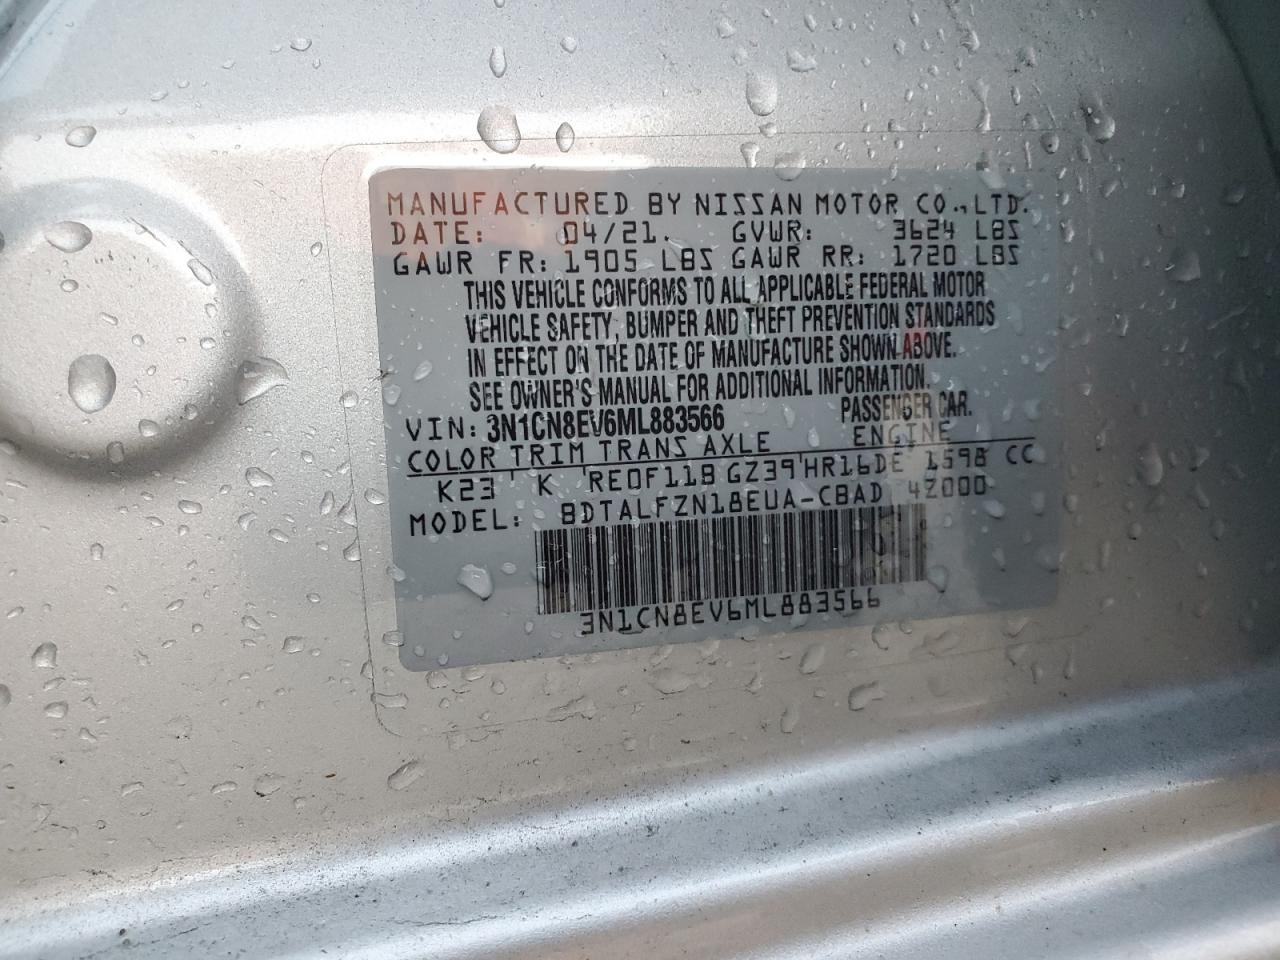 MANUFACTURED BY NISSAN MOTOR CO., LTD.
DATE: 04/21. GVWR: 3624 LBS
GAWR FR: 1905 LBS GAWR RR: 1720 LBS
THIS VEHICLE CONFORMS TO ALL APPLICABLE FEDERAL MOTOR
VEHICLE SAFETY, BUMPER AND THEFT PREVENTION STANDARDS
IN EFFECT ON THE DATE OF MANUFACTURE SHOWN ABOVE.
SEE OWNER'S MANUAL FOR ADDITIONAL INFORMATION.
VIN: 3N1CN8EV6ML883566 PASSENGER CAR.
COLOR TRIM TRANS AXLE ENGINE
K23 ' K RE0F11B GZ39 ' HR16DE 1598 CC
MODEL: BDTALFZN18EUA-CBAD 4Z000
3N1CN8EV6ML883566